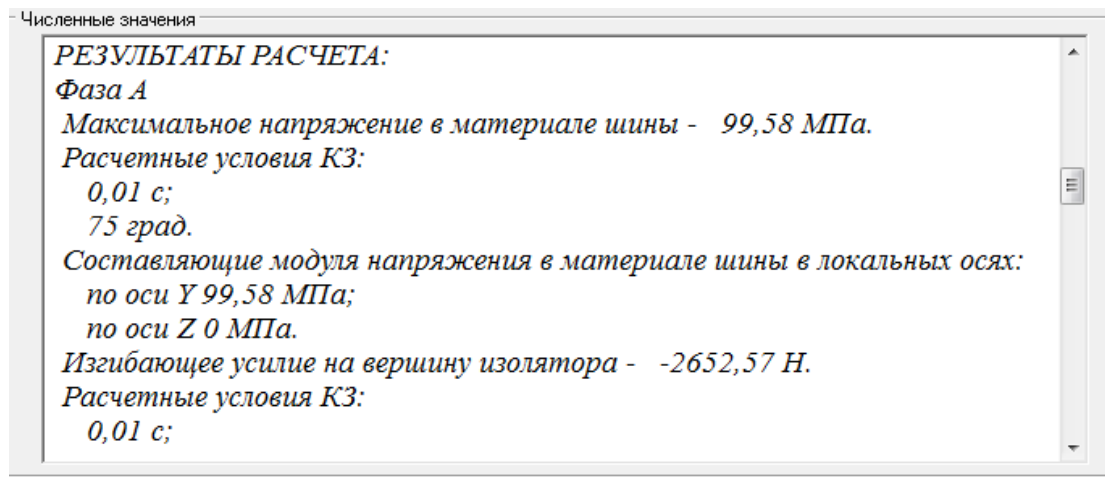 Численные значения
РЕЗУЛЬТАТЫ РАСЧЕТА:
Фаза А
Максимальное напряжение в материале шины - 99,58 МПа.
Расчетные условия КЗ:
0,01 с;
75 град.
Составляющие модуля напряжения в материале шины в локальных осях:
по оси Y 99,58 МПа;
по оси Z 0 МПа.
Изгибающее усилие на вершину изолятора - -2652,57 Н.
Расчетные условия КЗ:
0,01 с;